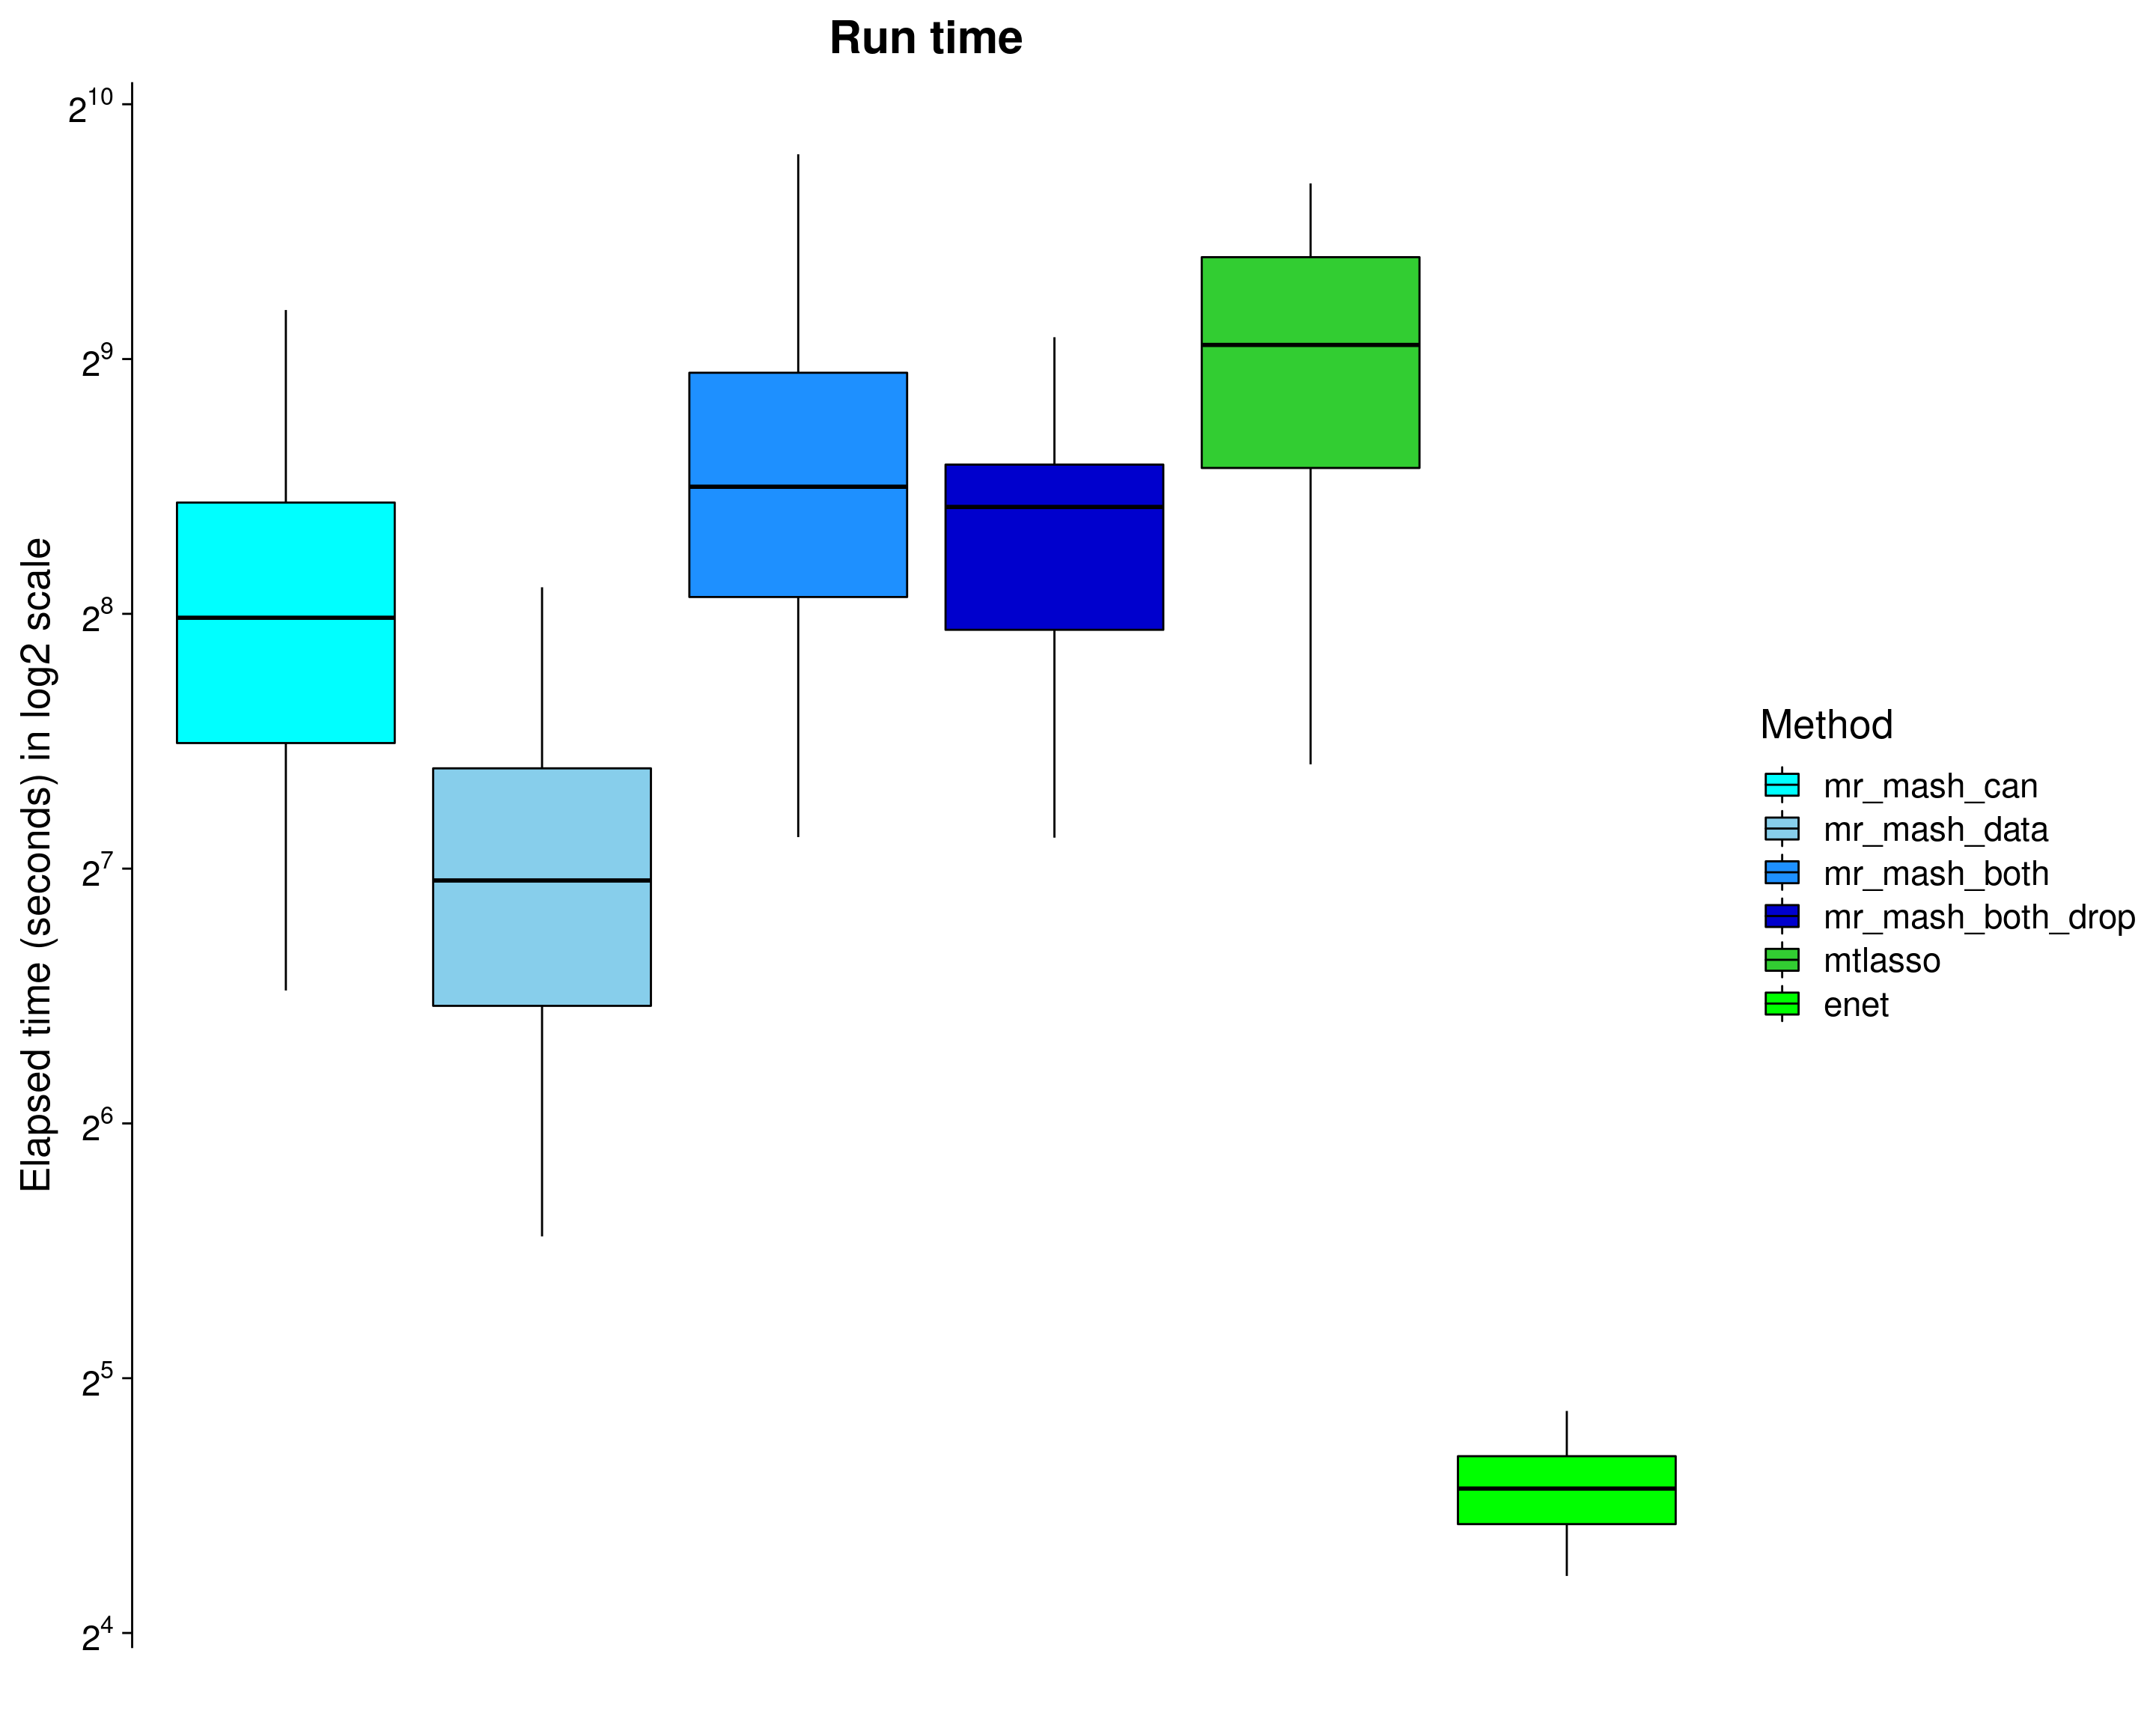 Run time
Elapsed time (seconds) in log2 scale
2^10
2^9
2^8
2^7
2^6
2^5
2^4
Method
mr_mash_can
mr_mash_data
mr_mash_both
mr_mash_both_drop
mtlasso
enet